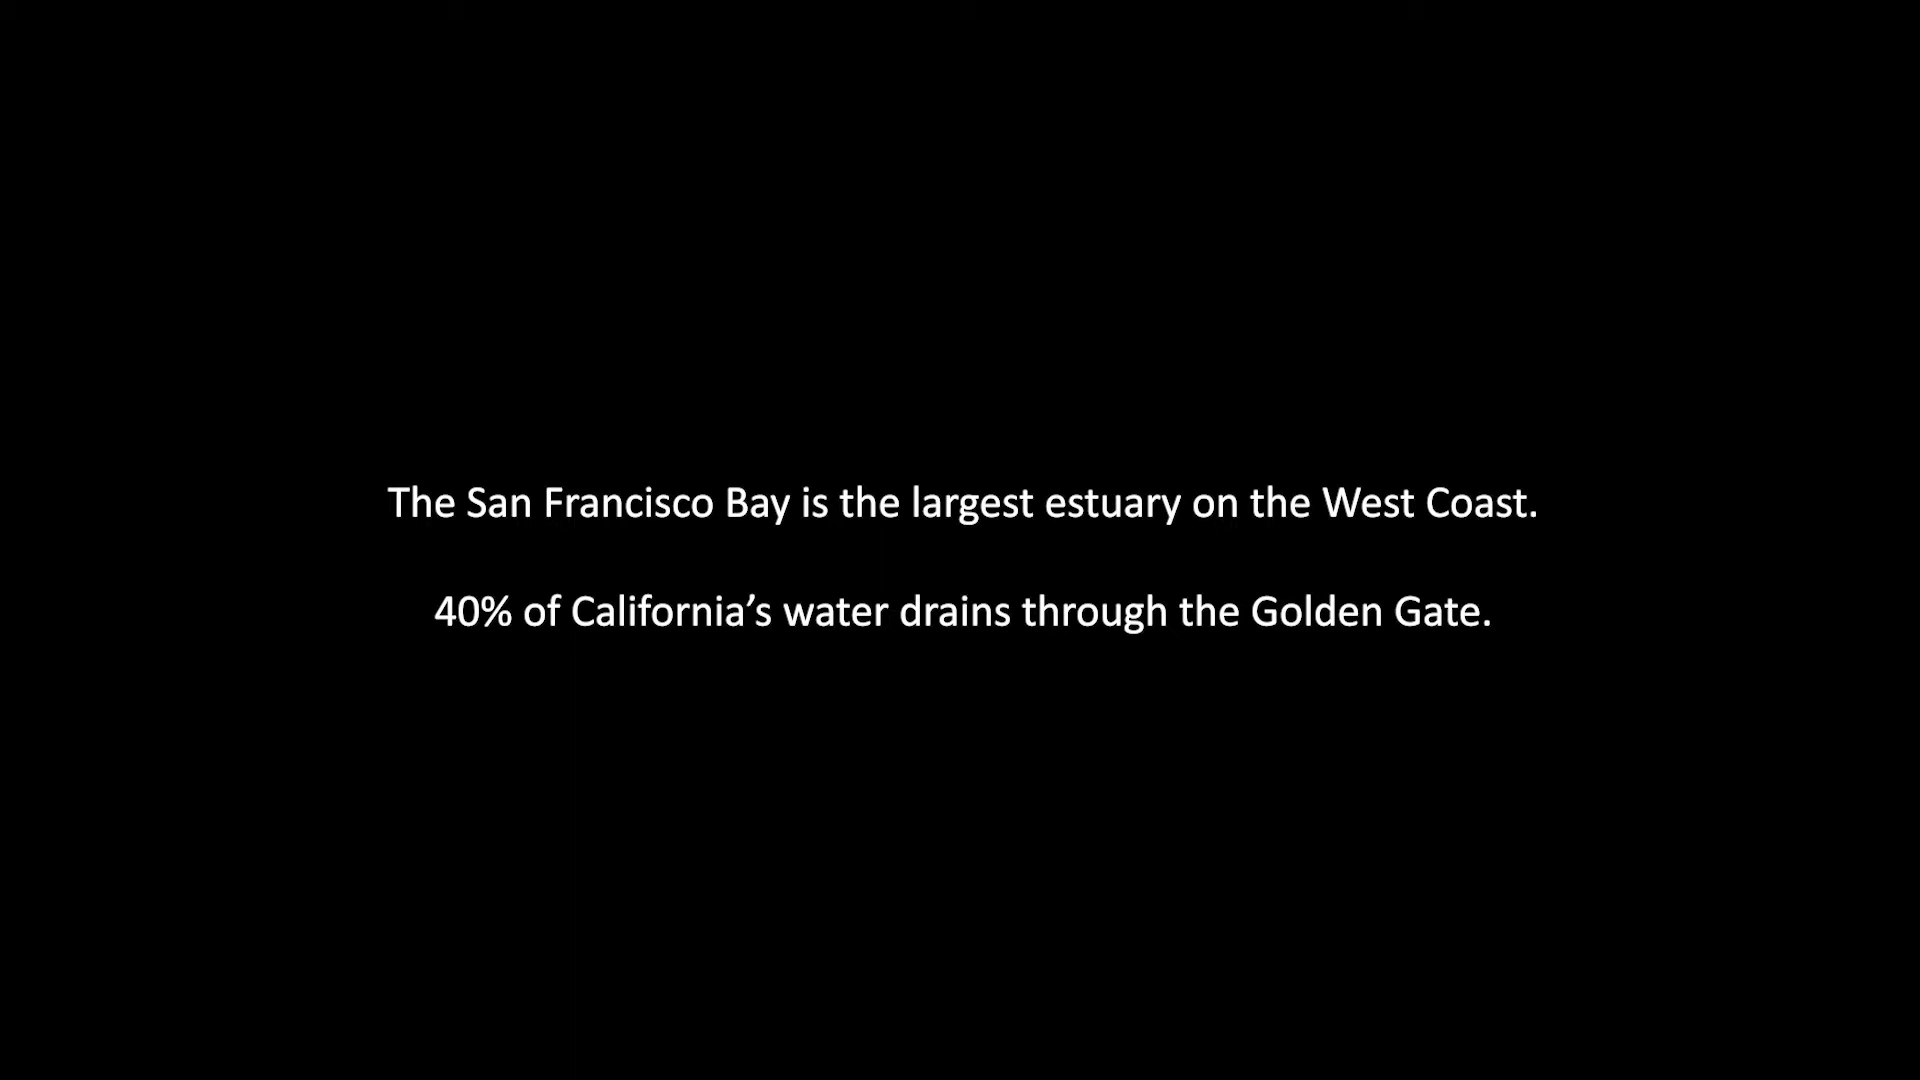 The San Francisco Bay is the largest estuary on the West Coast.
40% of California’s water drains through the Golden Gate.